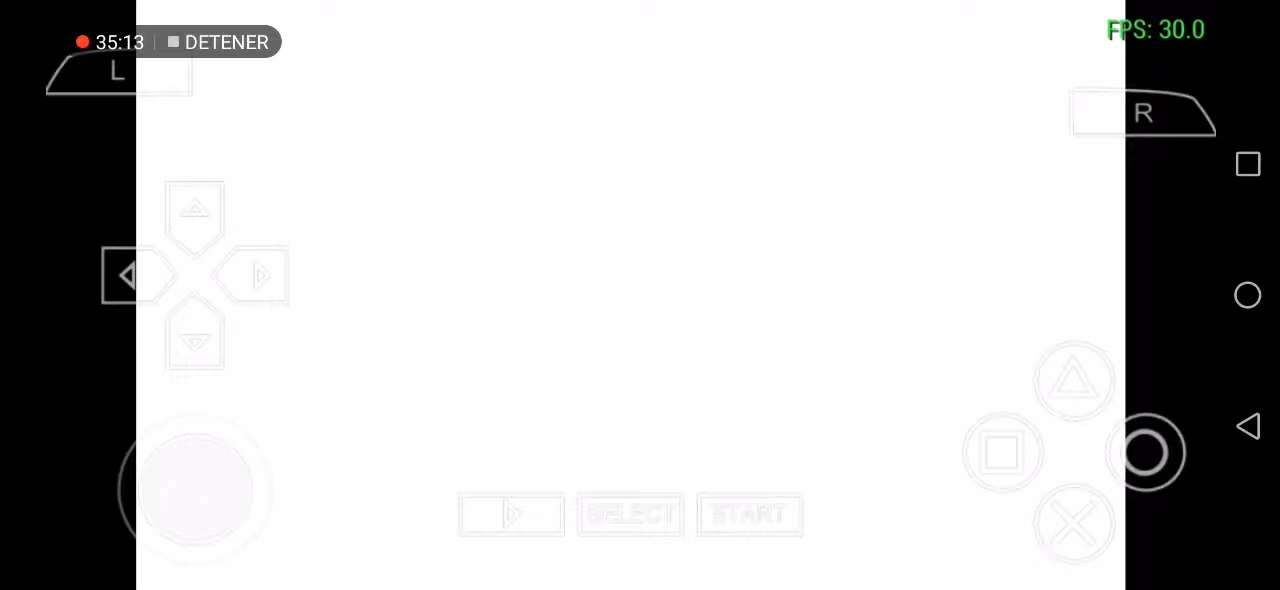 35:13 DETENER
FPS: 30.0
L
R
SELECT START